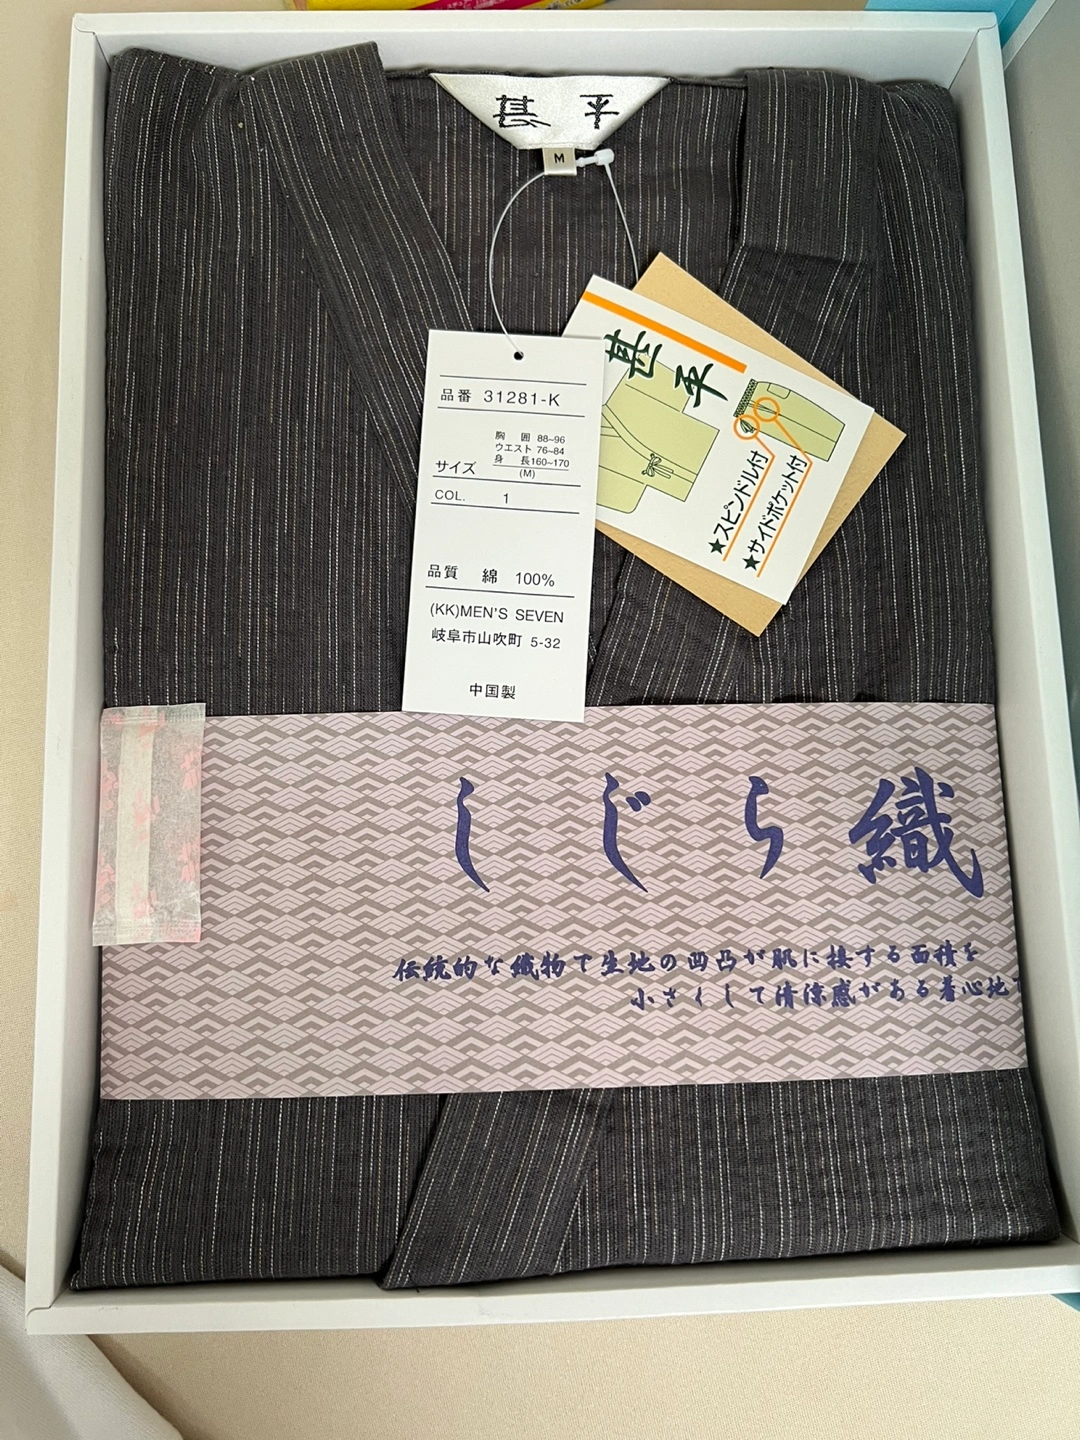 甚平
M
甚平
★スピンドル付
★サイドポケット付
品番 31281-K
サイズ
胸 囲 88~96
ウエスト 76~84
身 長160~170
(M)
COL. 1
品質 綿 100%
(KK)MEN'S SEVEN
岐阜市山吹町 5-32
中国製
しじら織
伝統的な織物で生地の凹凸が肌に接する面積を
小さくして清涼感がある着心地で